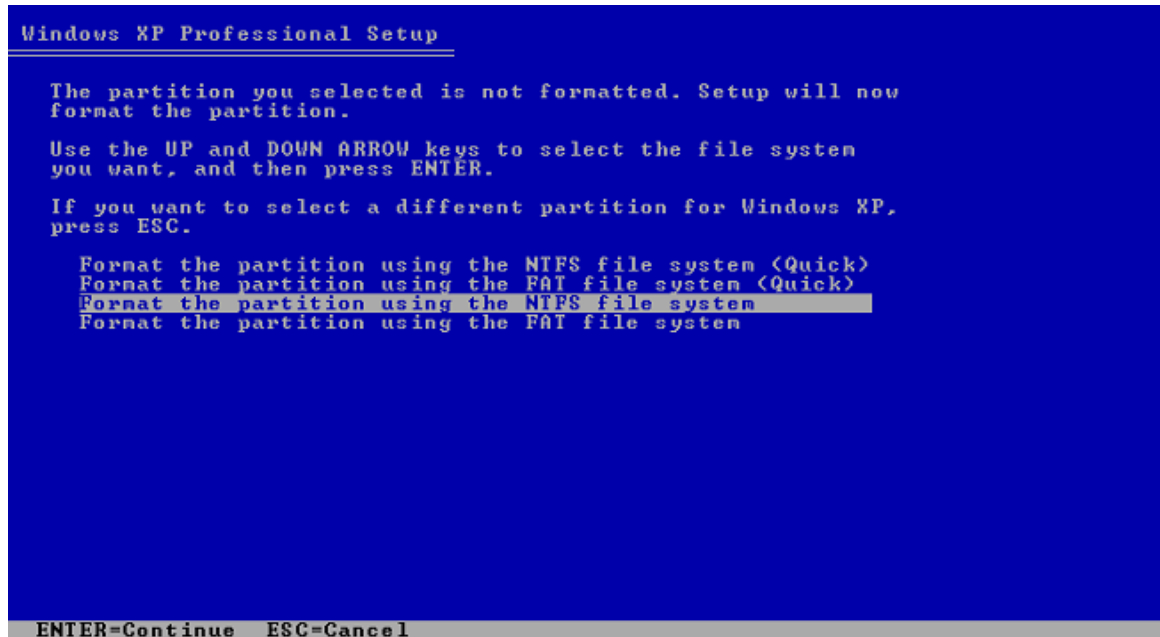 Windows XP Professional Setup
The partition you selected is not formatted. Setup will now
format the partition.
Use the UP and DOWN ARROW keys to select the file system
you want, and then press ENTER.
If you want to select a different partition for Windows XP,
press ESC.
Format the partition using the NTFS file system (Quick)
Format the partition using the FAT file system (Quick)
Format the partition using the NTFS file system
Format the partition using the FAT file system
ENTER=Continue ESC=Cancel